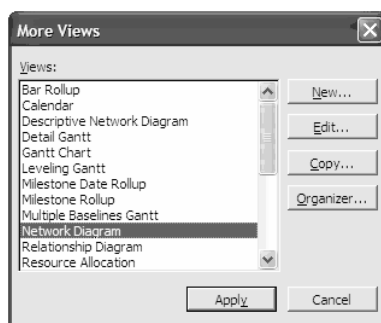 More Views
Views:
Bar Rollup
Calendar
Descriptive Network Diagram
Detail Gantt
Gantt Chart
Leveling Gantt
Milestone Date Rollup
Milestone Rollup
Multiple Baselines Gantt
Network Diagram
Relationship Diagram
Resource Allocation
New...
Edit...
Copy...
Organizer...
Apply
Cancel